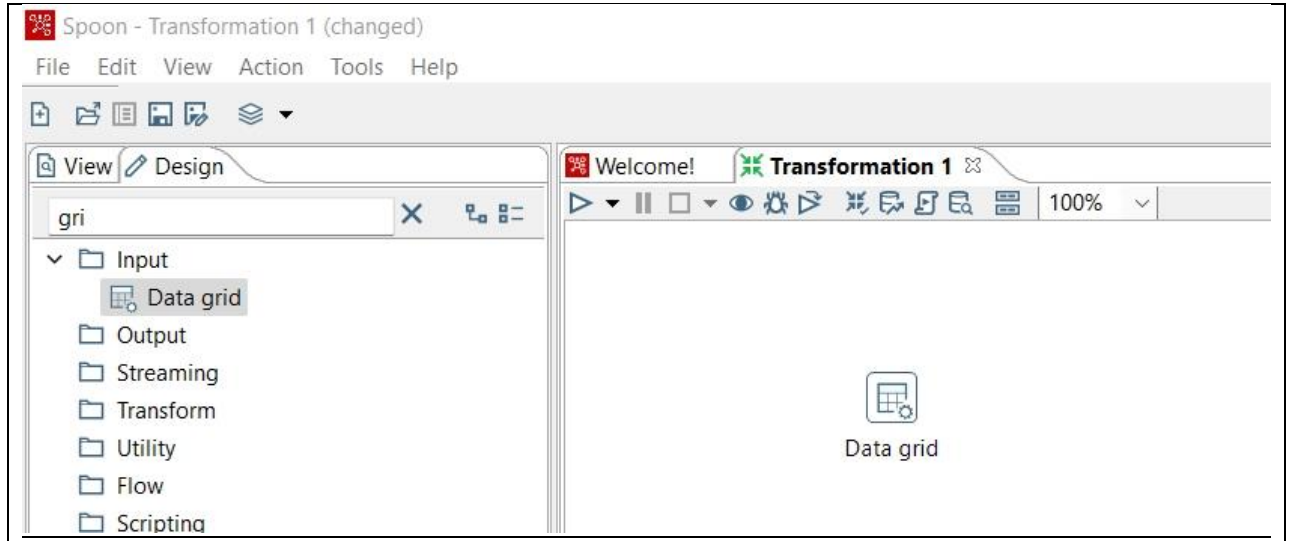 Spoon - Transformation 1 (changed)
File Edit View Action Tools Help
View Design
gri
Input
Data grid
Output
Streaming
Transform
Utility
Flow
Scripting
Welcome! Transformation 1
100%
Data grid